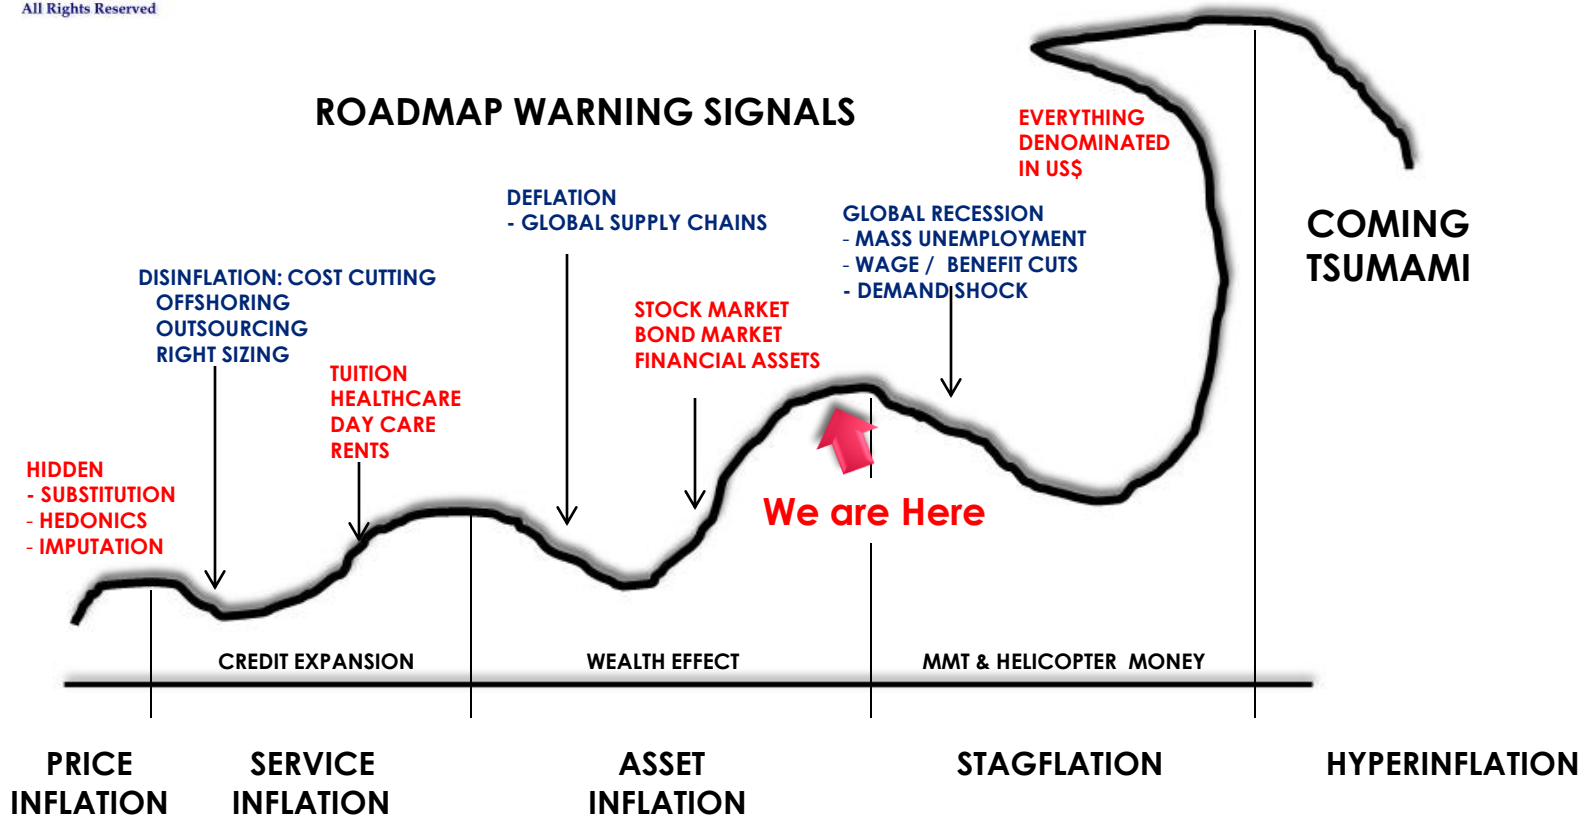 All Rights Reserved
ROADMAP WARNING SIGNALS
EVERYTHING
DENOMINATED
IN US$
COMING
TSUMAMI
DEFLATION
- GLOBAL SUPPLY CHAINS
GLOBAL RECESSION
- MASS UNEMPLOYMENT
- WAGE / BENEFIT CUTS
- DEMAND SHOCK
DISINFLATION: COST CUTTING
OFFSHORING
OUTSOURCING
RIGHT SIZING
STOCK MARKET
BOND MARKET
FINANCIAL ASSETS
TUITION
HEALTHCARE
DAY CARE
RENTS
HIDDEN
- SUBSTITUTION
- HEDONICS
- IMPUTATION
We are Here
CREDIT EXPANSION
WEALTH EFFECT
MMT & HELICOPTER MONEY
PRICE
INFLATION
SERVICE
INFLATION
ASSET
INFLATION
STAGFLATION
HYPERINFLATION